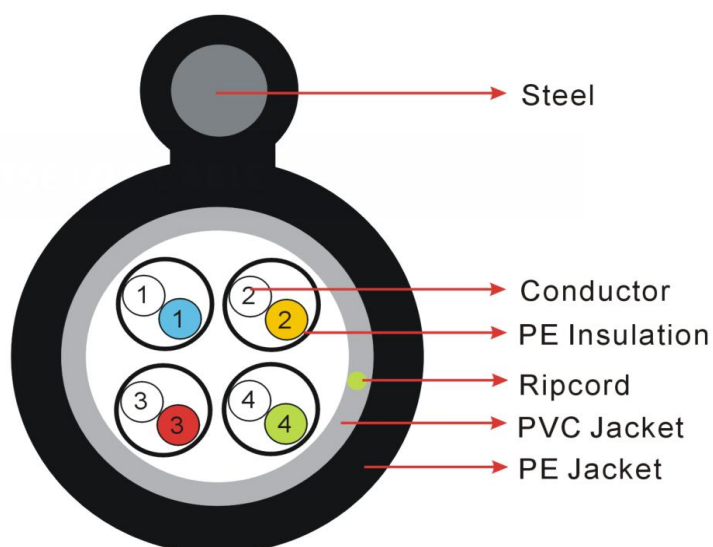 Steel
1
1
2
2
Conductor
PE Insulation
Ripcord
3
3
4
4
PVC Jacket
PE Jacket